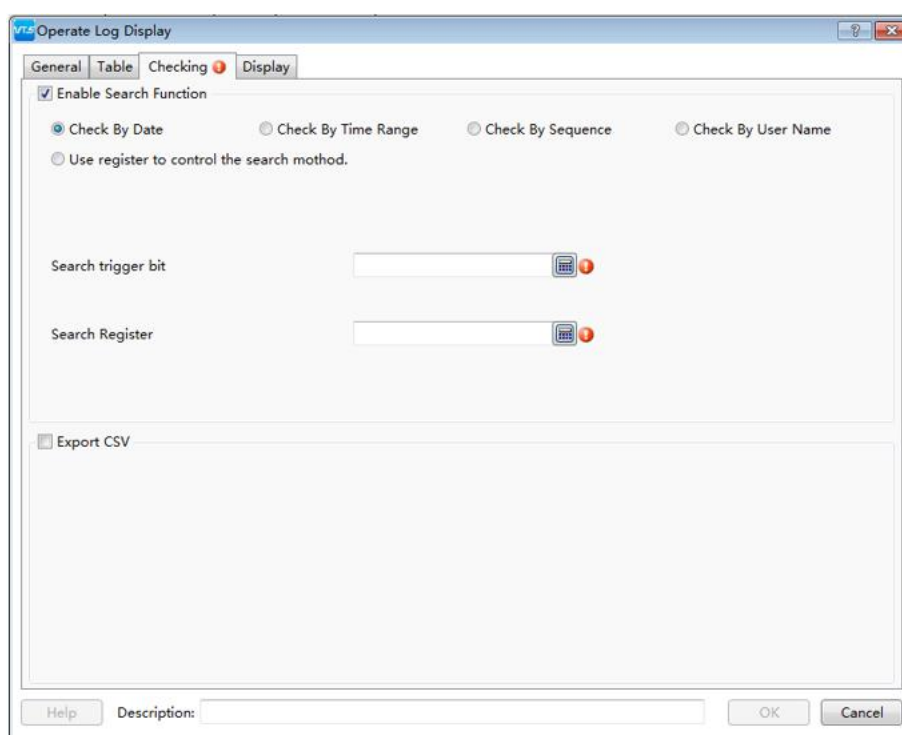 VT5 Operate Log Display
General Table Checking Display
Enable Search Function
Check By Date Check By Time Range Check By Sequence Check By User Name
Use register to control the search mothod.
Search trigger bit
Search Register
Export CSV
Help Description: OK Cancel